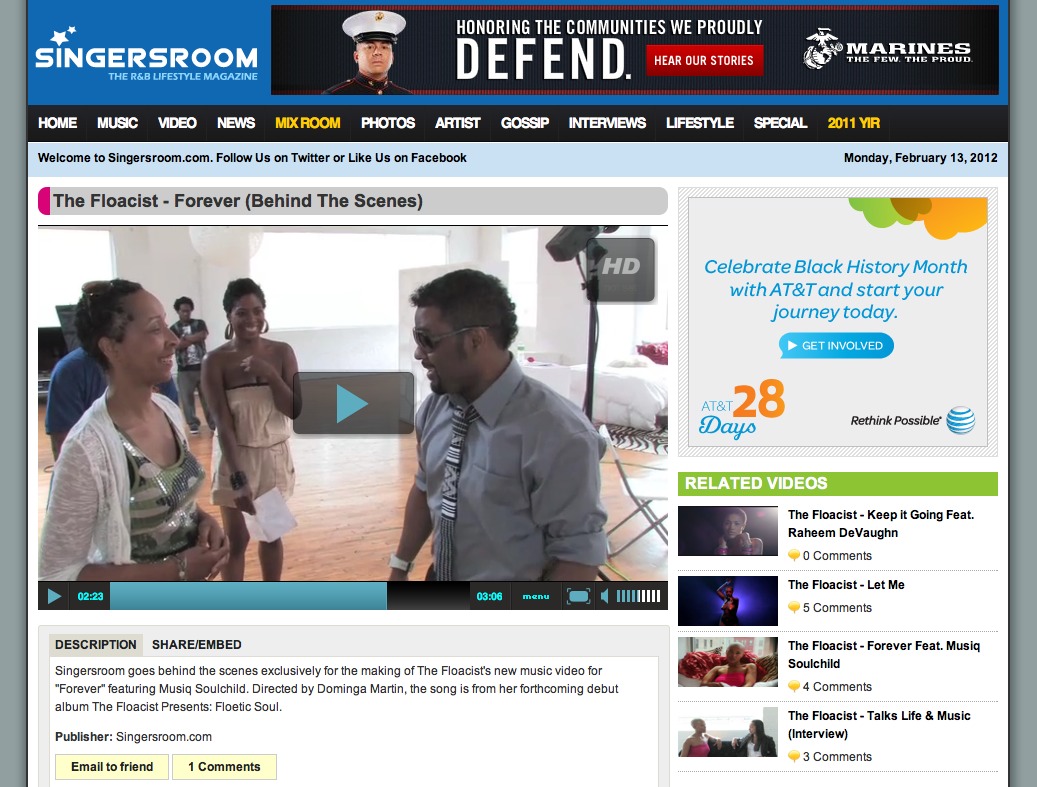 SINGERSROOM
THE R&B LIFESTYLE MAGAZINE
HONORING THE COMMUNITIES WE PROUDLY
DEFEND.
HEAR OUR STORIES
MARINES
THE FEW. THE PROUD.
HOME MUSIC VIDEO NEWS MIX ROOM PHOTOS ARTIST GOSSIP INTERVIEWS LIFESTYLE SPECIAL 2011 YIR
Welcome to Singersroom.com. Follow Us on Twitter or Like Us on Facebook
Monday, February 13, 2012
The Floacist - Forever (Behind The Scenes)
HD
02:23
03:06
menu
DESCRIPTION SHARE/EMBED
Singersroom goes behind the scenes exclusively for the making of The Floacist's new music video for
"Forever" featuring Musiq Soulchild. Directed by Dominga Martin, the song is from her forthcoming debut
album The Floacist Presents: Floetic Soul.
Publisher: Singersroom.com
Email to friend
1 Comments
Celebrate Black History Month
with AT&T and start your
journey today.
GET INVOLVED
AT&T 28
Days
Rethink Possible®
RELATED VIDEOS
The Floacist - Keep it Going Feat.
Raheem DeVaughn
0 Comments
The Floacist - Let Me
5 Comments
The Floacist - Forever Feat. Musiq
Soulchild
4 Comments
The Floacist - Talks Life & Music
(Interview)
3 Comments